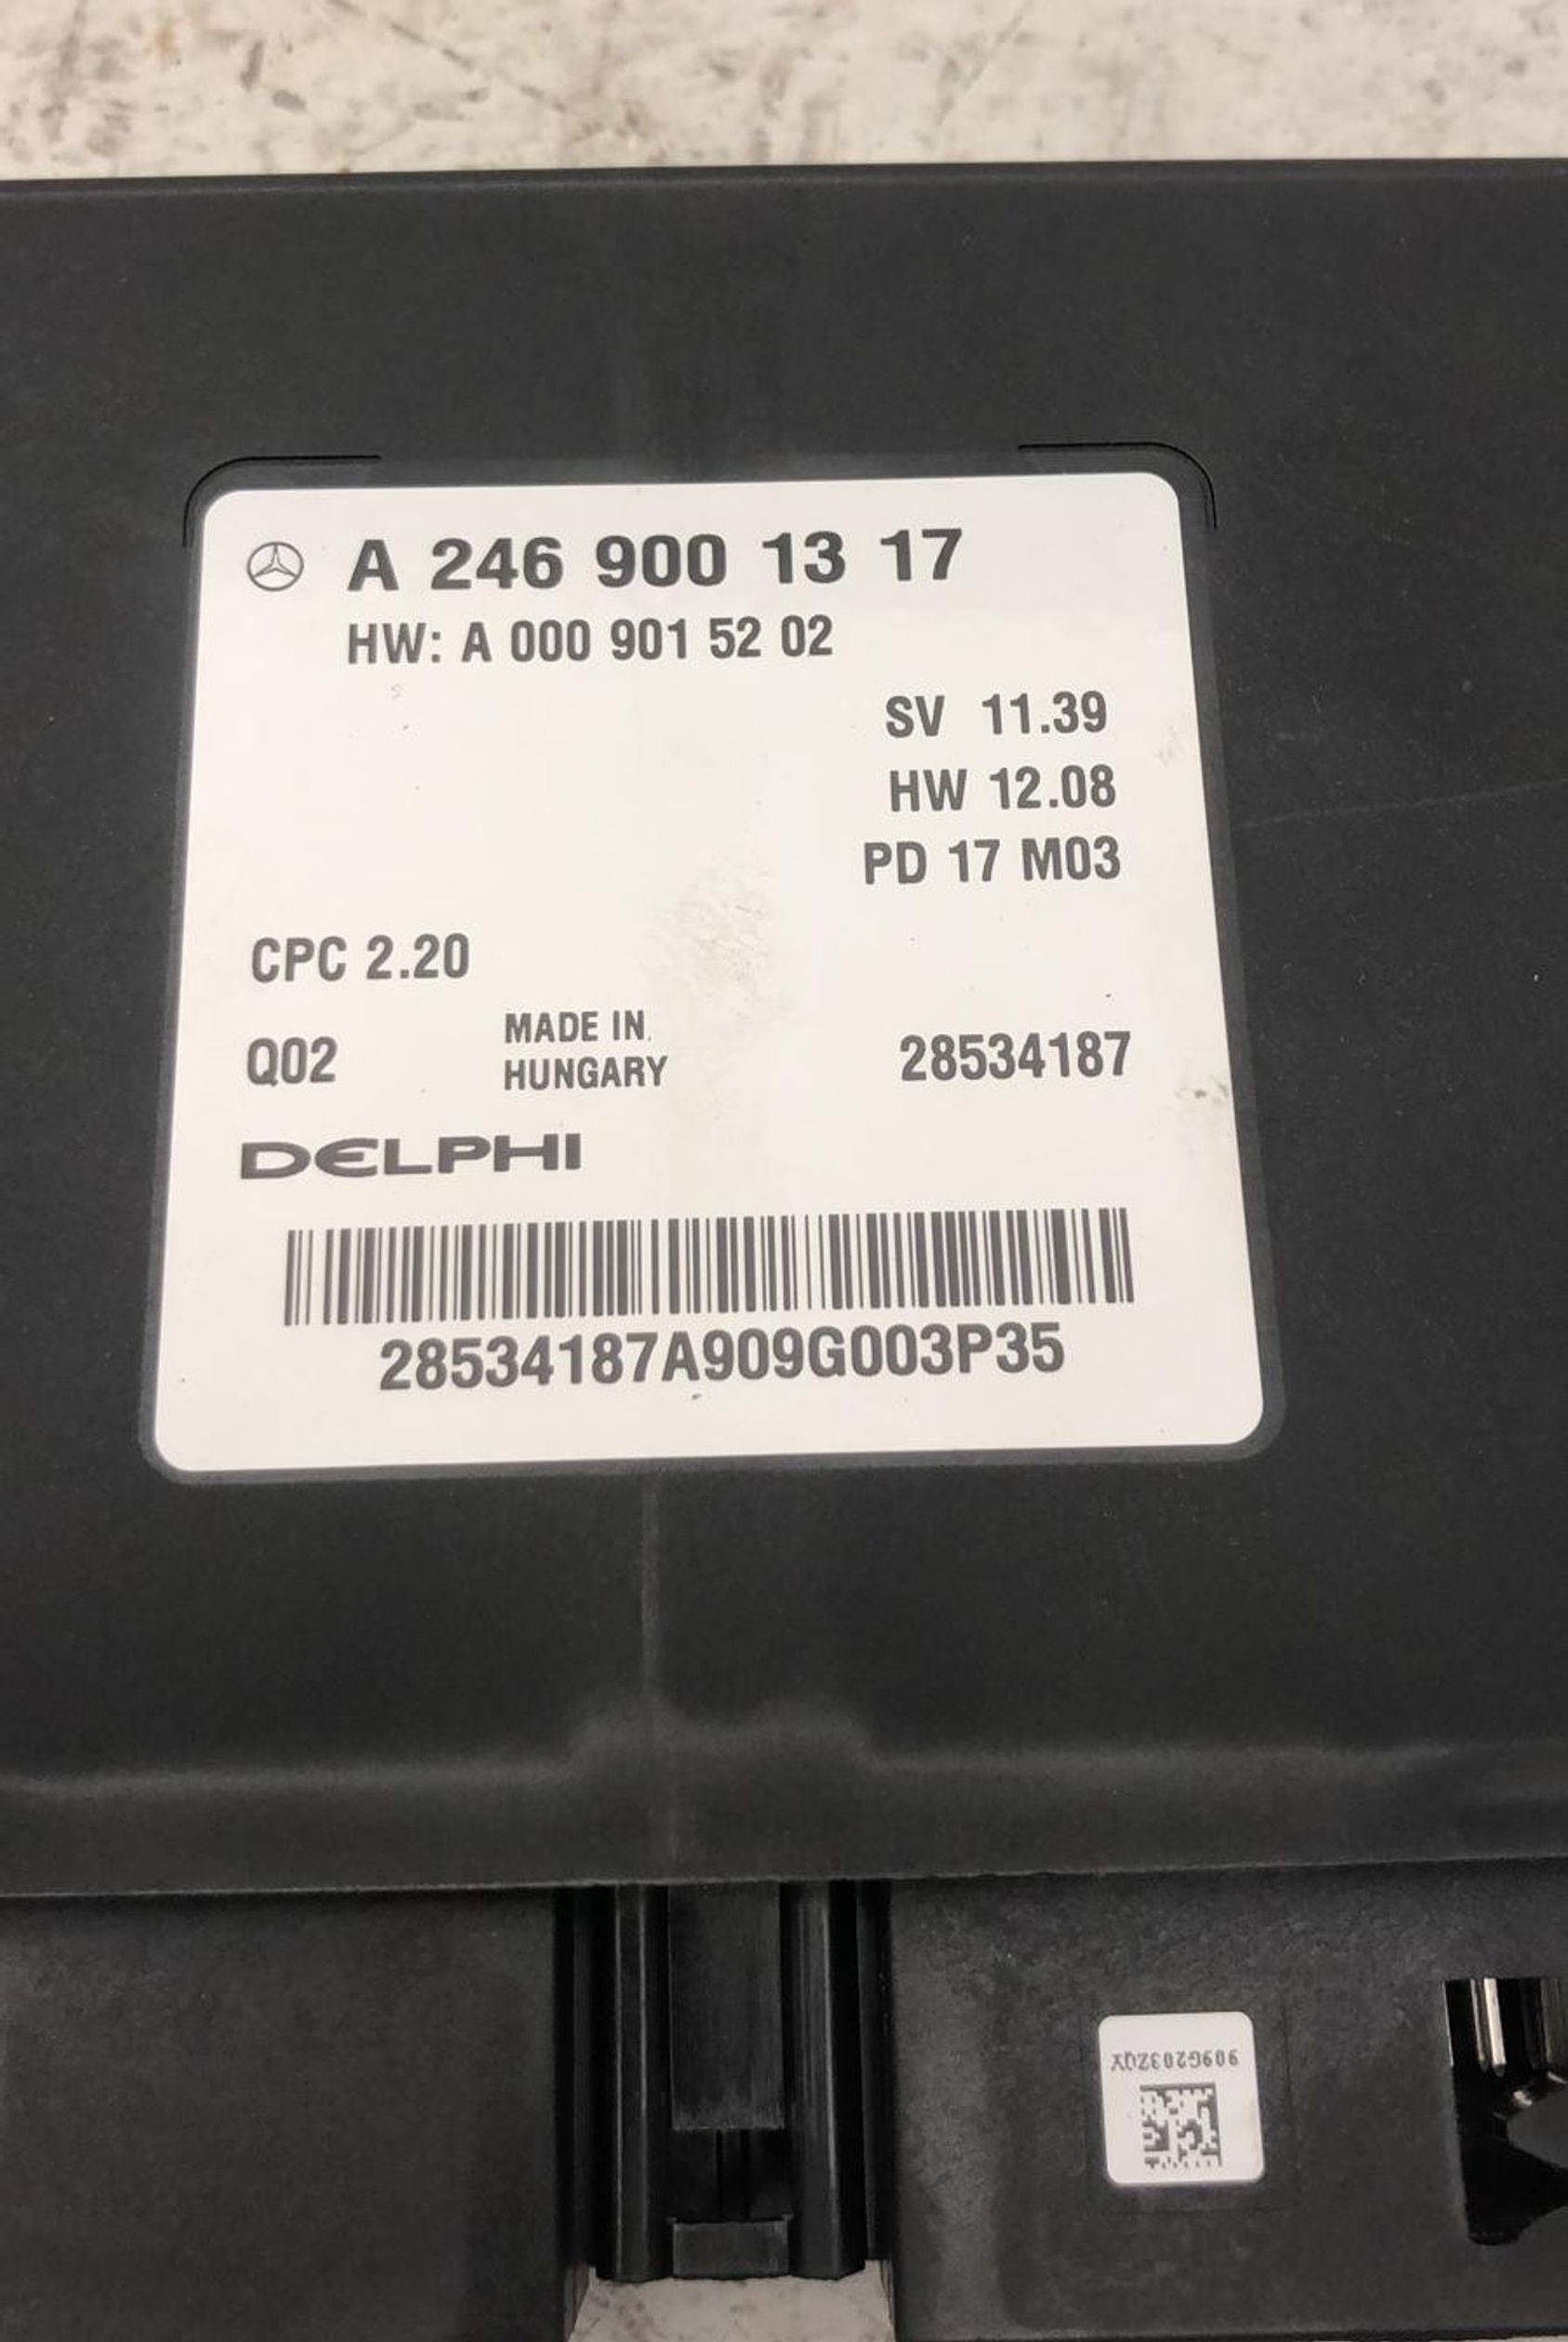 A 246 900 13 17
HW: A 000 901 52 02
SV 11.39
HW 12.08
PD 17 M03
CPC 2.20
Q02
MADE IN
HUNGARY
28534187
DELPHI
28534187A909G003P35